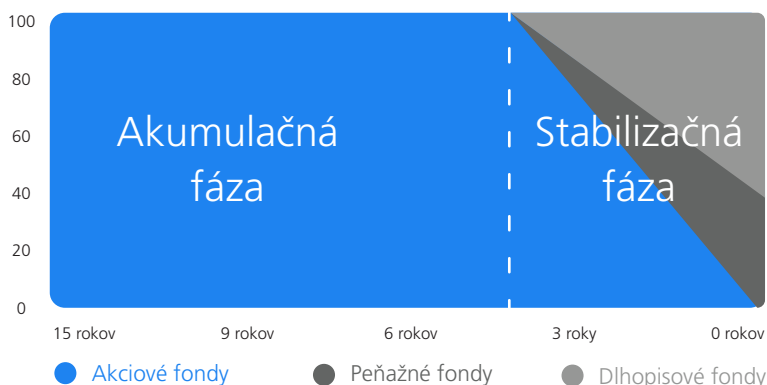 100
80
60
40
20
0
Akumulačná
fáza
Stabilizačná
fáza
15 rokov
9 rokov
6 rokov
3 roky
0 rokov
Akciové fondy
Peňažné fondy
Dlhopisové fondy